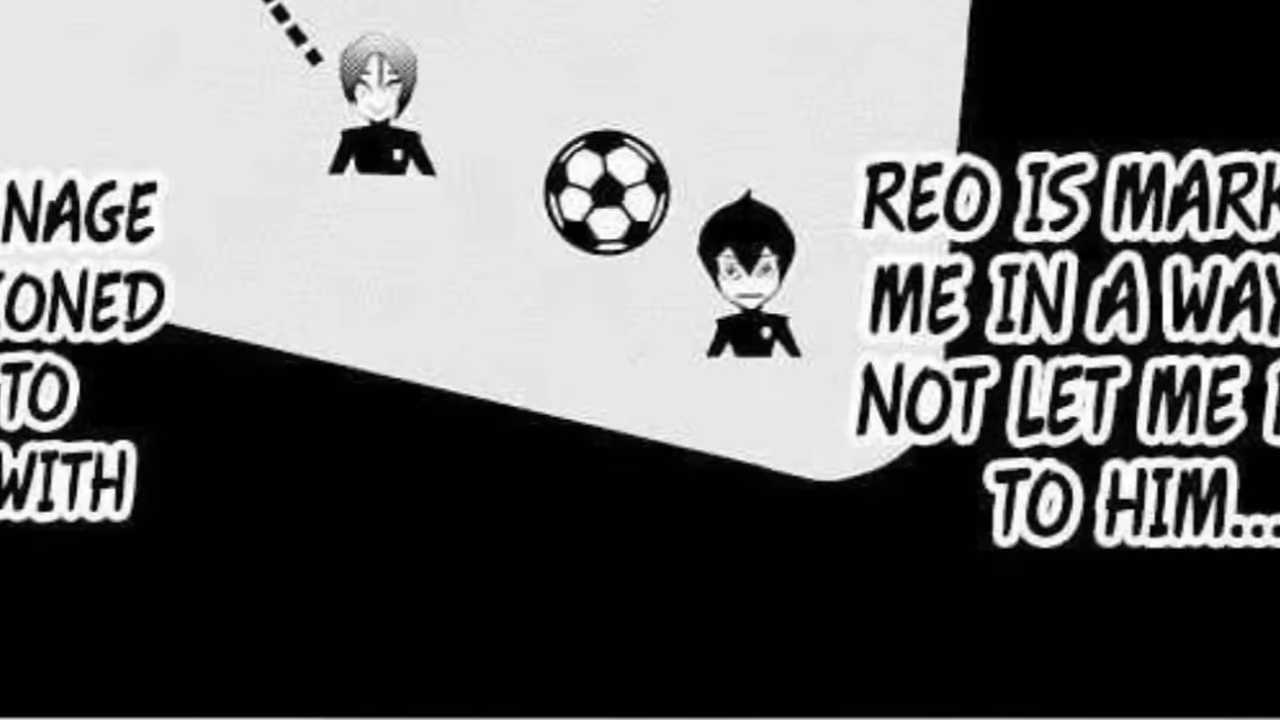 NAGE
IONED
TO
WITH
REO IS MARK
ME IN A WAY
NOT LET ME
TO HIM...